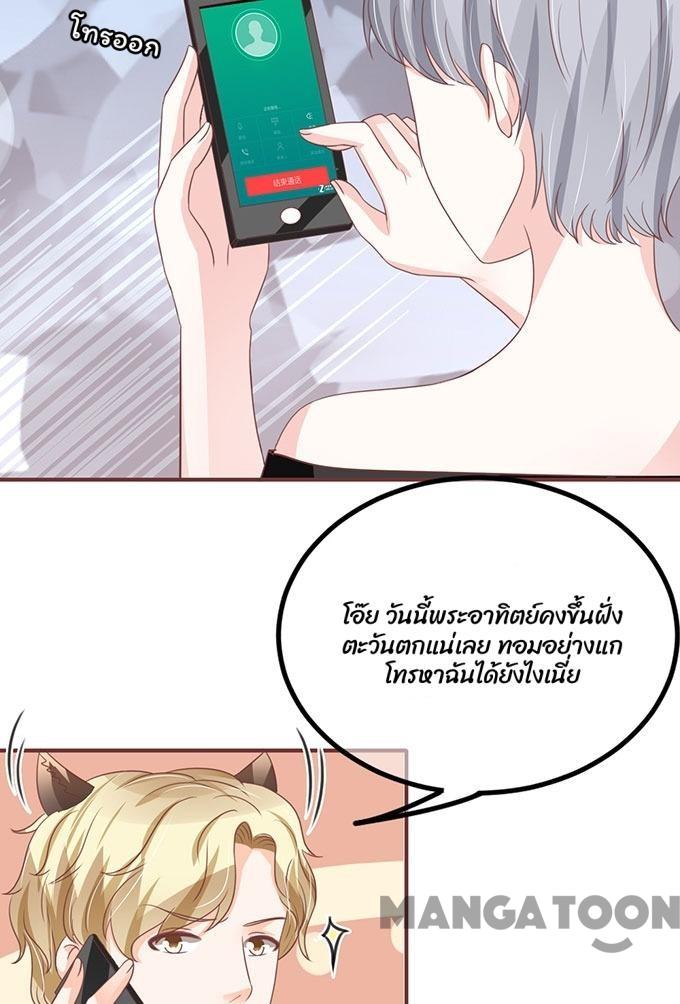 โทรออก
结束通话
โอ๊ย วันนี้พระอาทิตย์คงขึ้นฝั่ง
ตะวันตกแน่เลย ทอมอย่างแก
โทรหาฉันได้ยังไงเนี่ย
MANGATOON